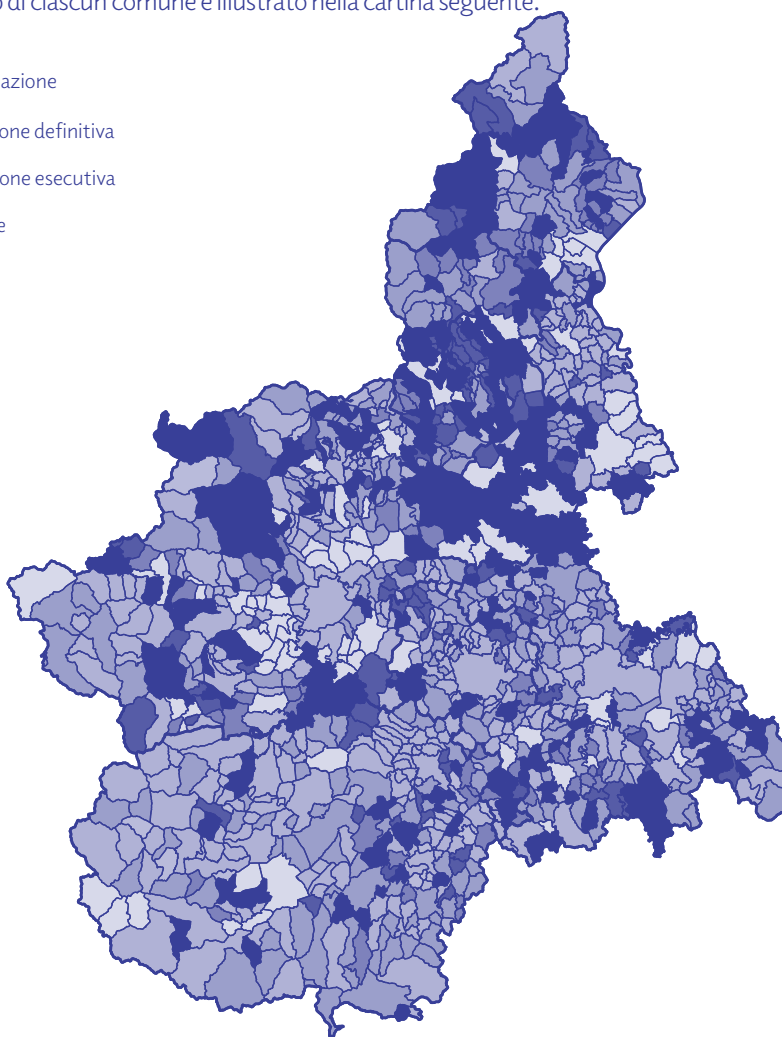 di ciascun comune è illustrato nella cartina seguente.
azione
one definitiva
one esecutiva
e